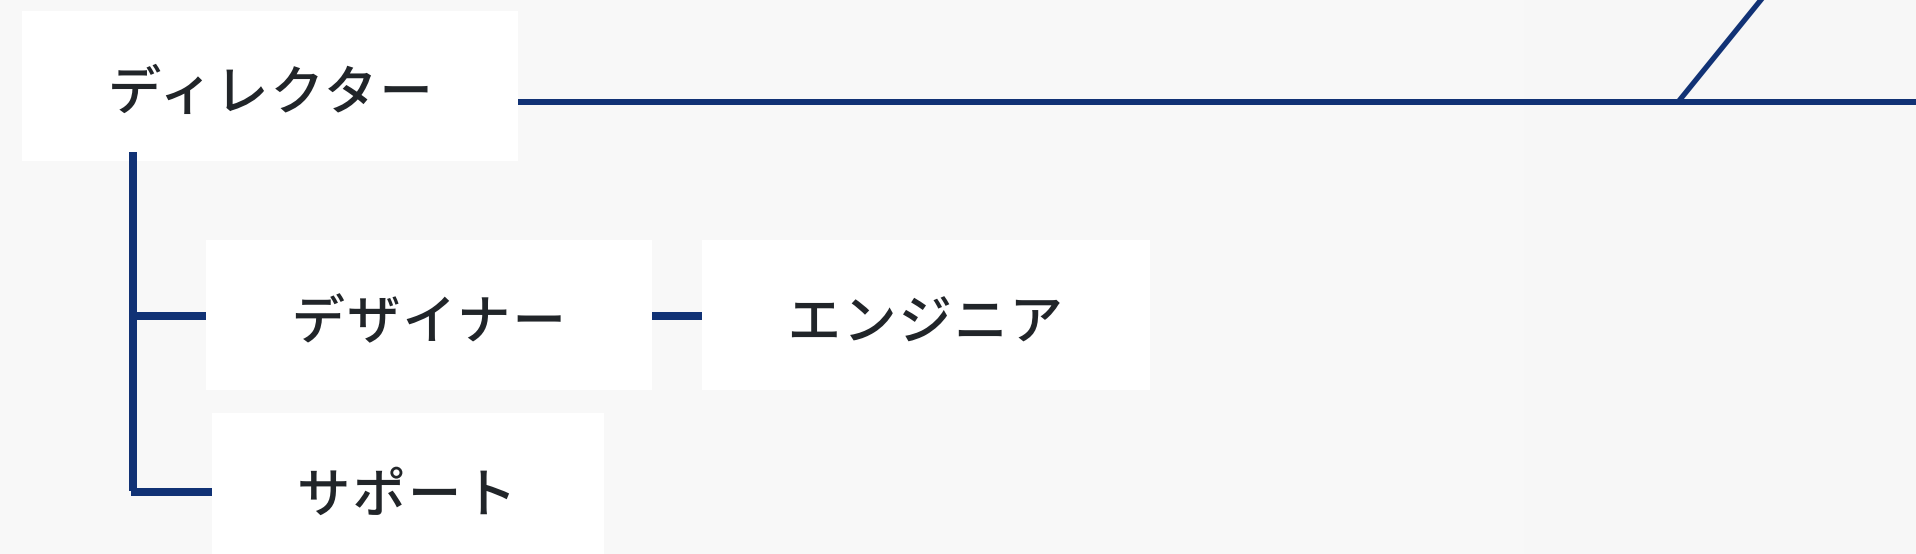 ディレクター
デザイナー
エンジニア
サポート